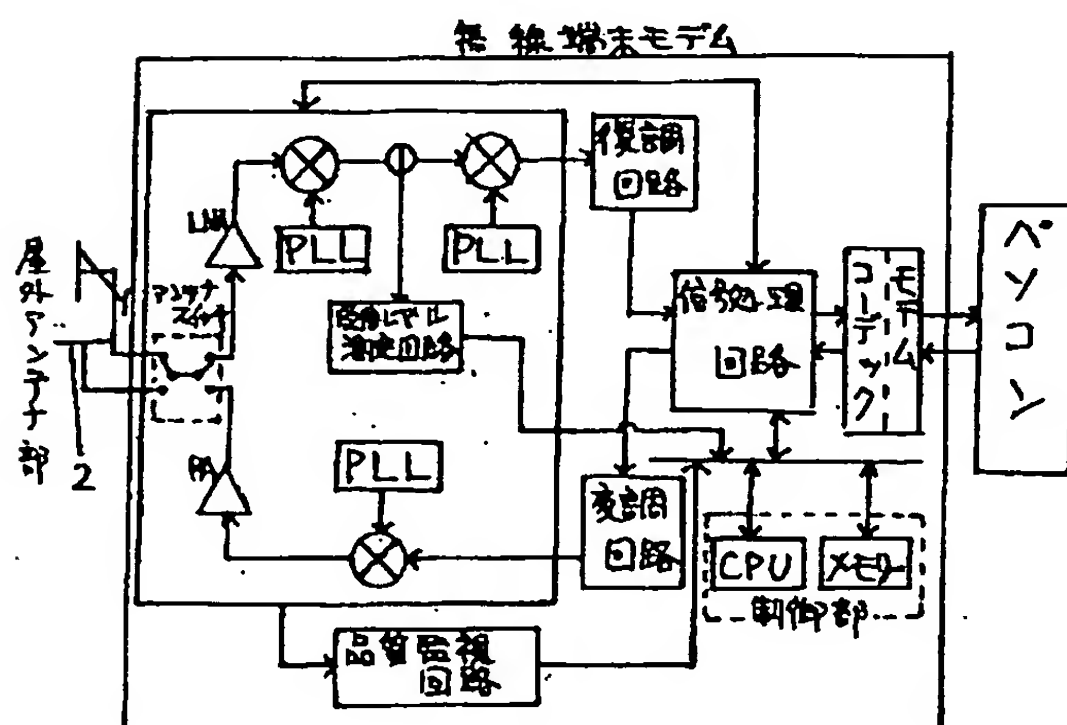 無線端末モデム
復調
回路
LNA
PLL
PLL
屋外アンテナ部
アンテナ
スイッチ
受信レベル
測定回路
信号処理
回路
コーデック
モデム
パソコン
2
PA
PLL
変調
回路
CPU
メモリー
制御部
品質監視
回路